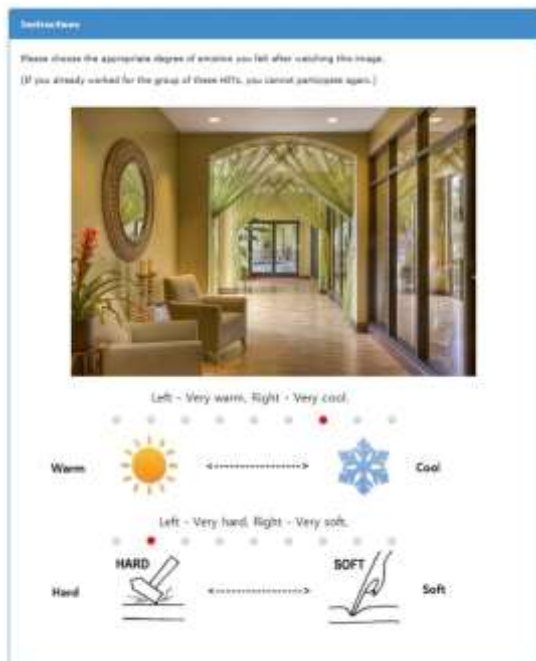 Instructions
Please choose the appropriate degree of emotion you felt after watching this image.
(If you already worked for the group of these HITs, you cannot participate again.)
Left - Very warm, Right - Very cool.
Warm
Cool
Left - Very hard, Right - Very soft.
HARD
SOFT
Hard
Soft